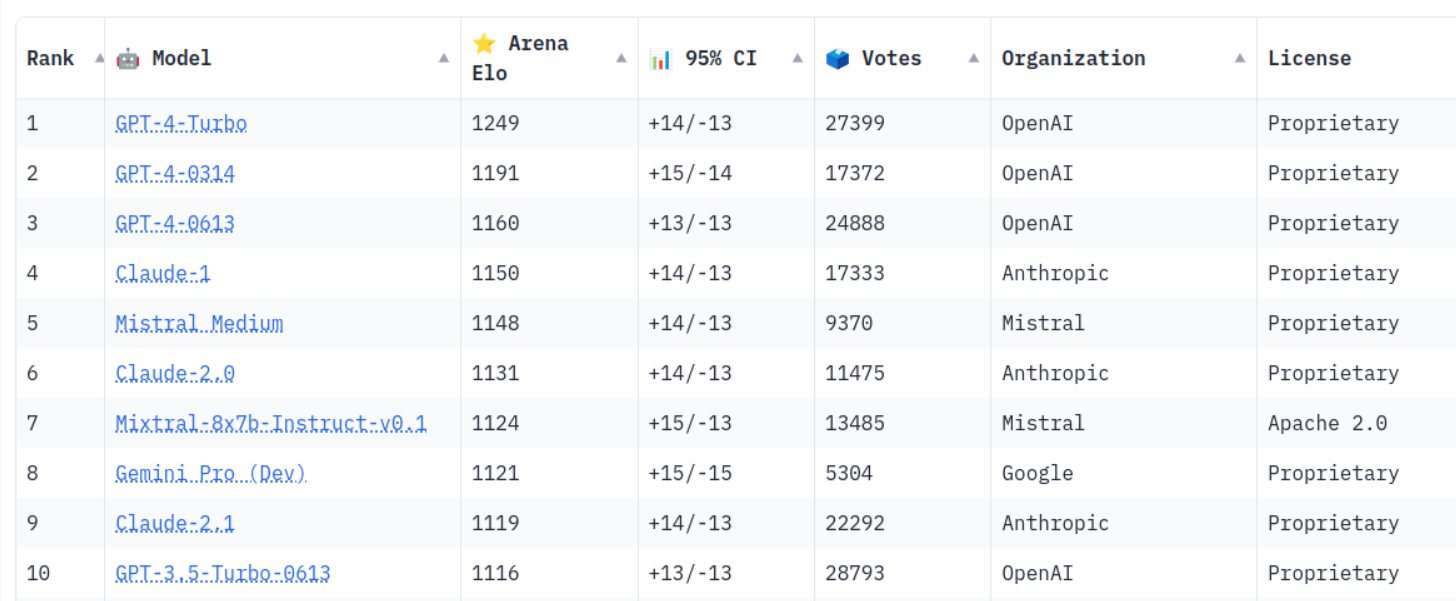 Rank ▲ 🤖 Model ▲ ⭐ Arena Elo ▲ 📊 95% CI ▲ 🗳️ Votes ▲ Organization ▲ License
1 GPT-4-Turbo 1249 +14/-13 27399 OpenAI Proprietary
2 GPT-4-0314 1191 +15/-14 17372 OpenAI Proprietary
3 GPT-4-0613 1160 +13/-13 24888 OpenAI Proprietary
4 Claude-1 1150 +14/-13 17333 Anthropic Proprietary
5 Mistral Medium 1148 +14/-13 9370 Mistral Proprietary
6 Claude-2.0 1131 +14/-13 11475 Anthropic Proprietary
7 Mixtral-8x7b-Instruct-v0.1 1124 +15/-13 13485 Mistral Apache 2.0
8 Gemini Pro (Dev) 1121 +15/-15 5304 Google Proprietary
9 Claude-2.1 1119 +14/-13 22292 Anthropic Proprietary
10 GPT-3.5-Turbo-0613 1116 +13/-13 28793 OpenAI Proprietary